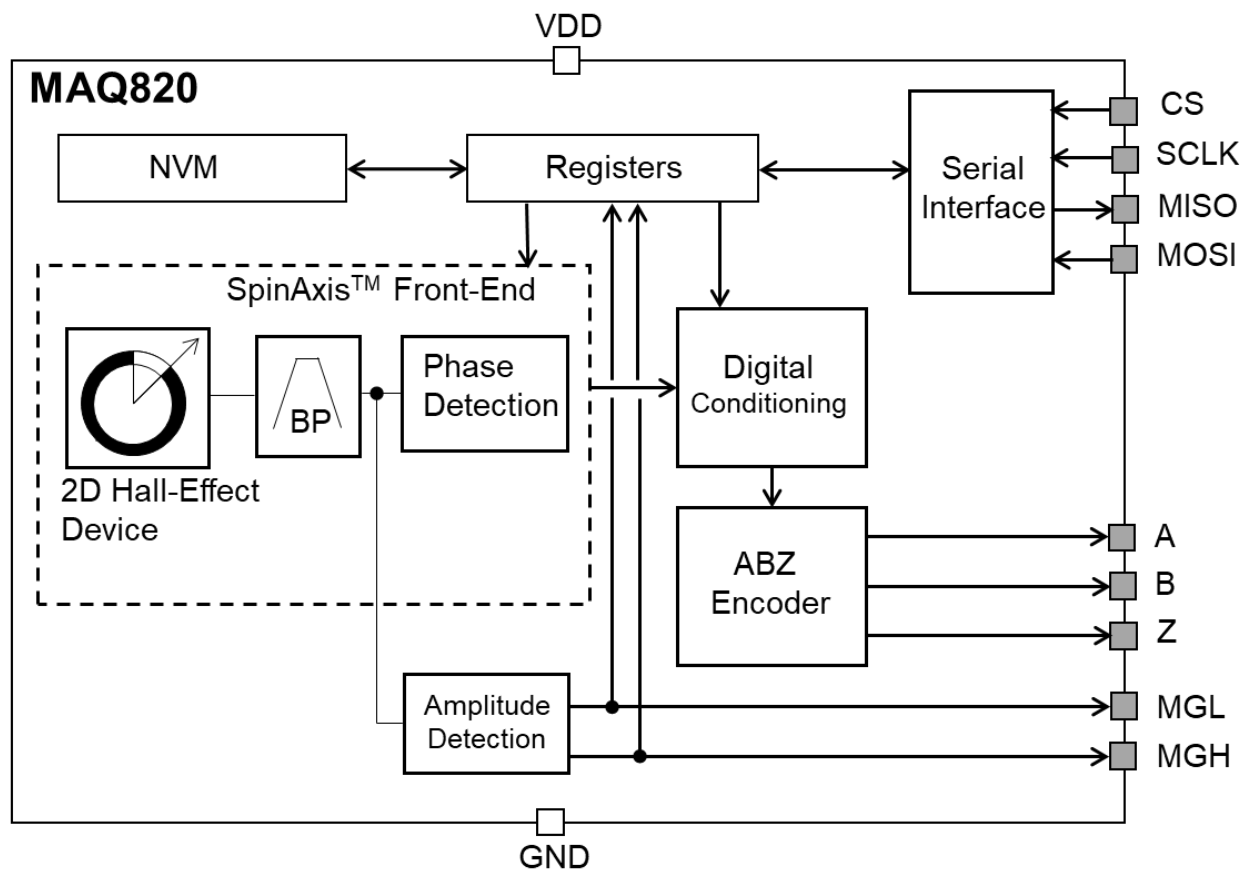 VDD
MAQ820
NVM
Registers
Serial
Interface
CS
SCLK
MISO
MOSI
SpinAxis™ Front-End
BP
Phase
Detection
2D Hall-Effect
Device
Digital
Conditioning
ABZ
Encoder
A
B
Z
Amplitude
Detection
MGL
MGH
GND